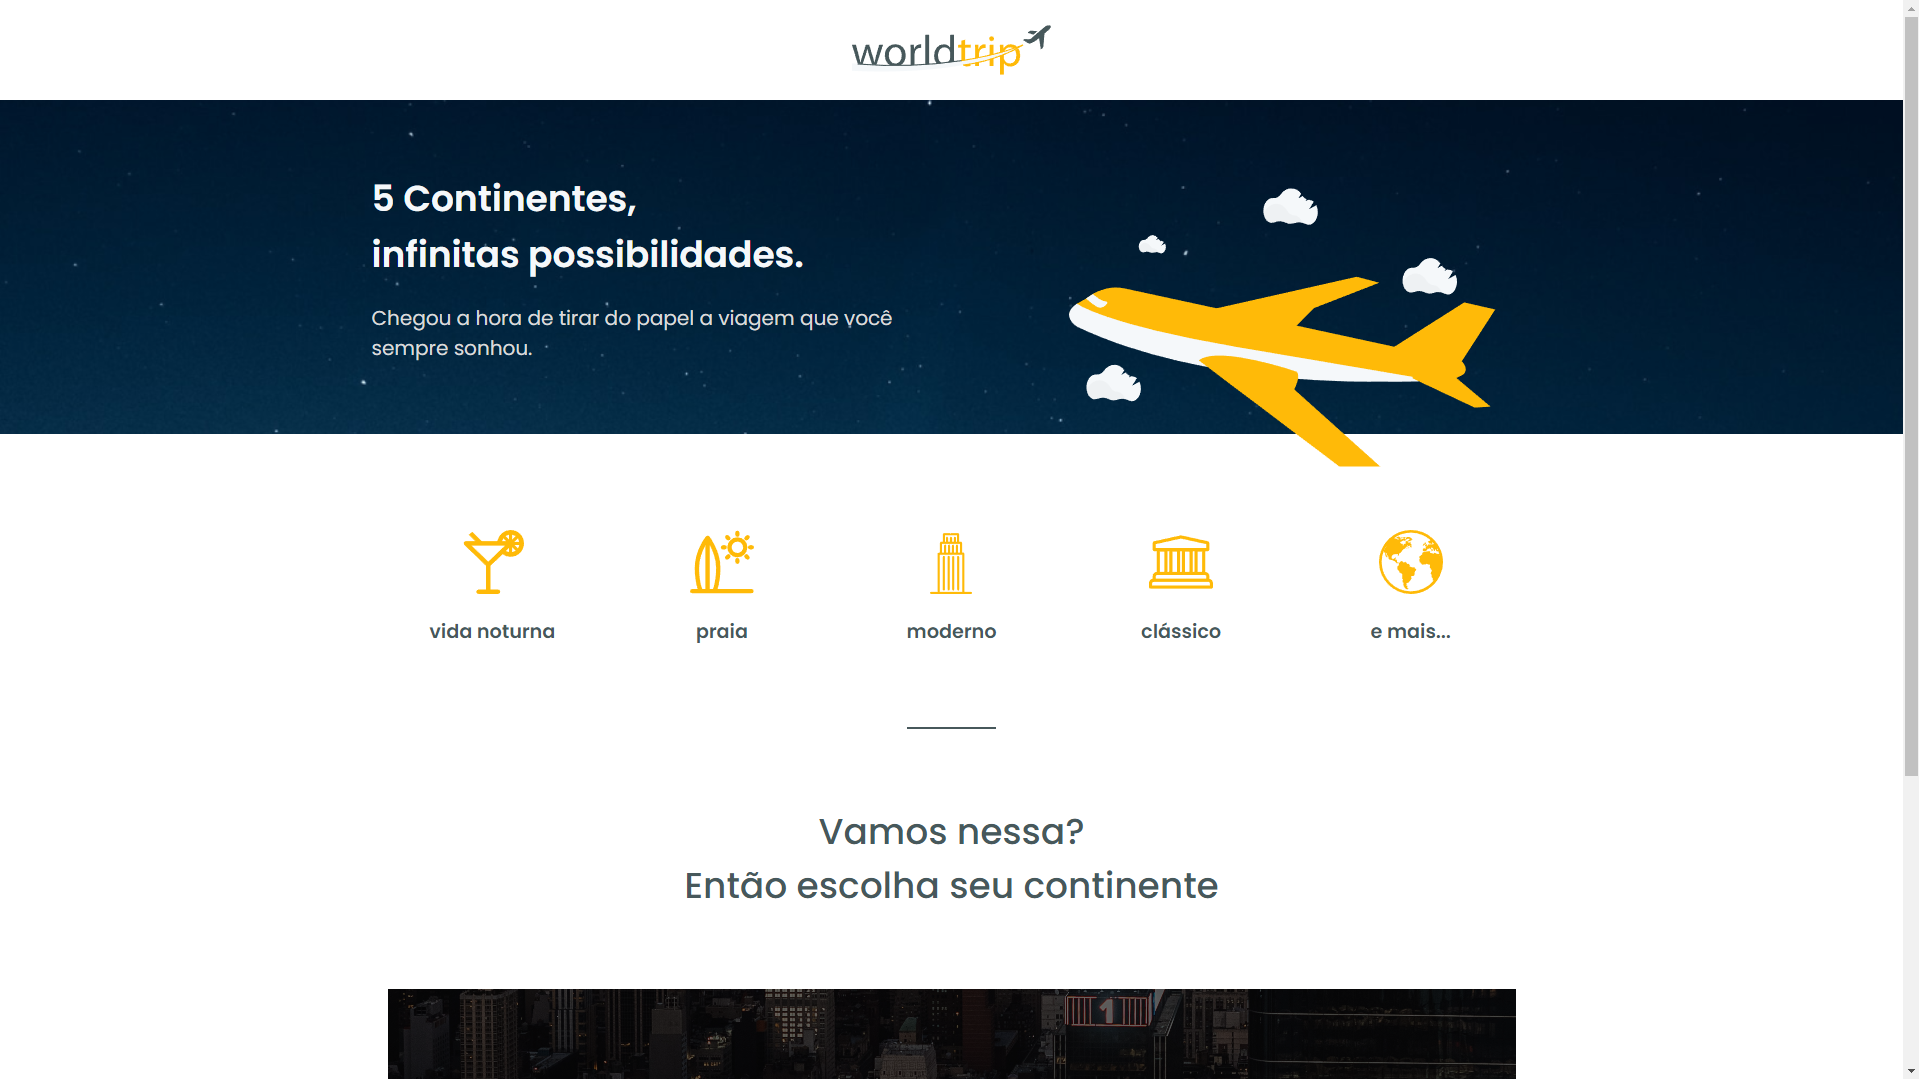 worldtrip
5 Continentes,
infinitas possibilidades.
Chegou a hora de tirar do papel a viagem que você
sempre sonhou.
vida noturna
praia
moderno
clássico
e mais...
Vamos nessa?
Então escolha seu continente
1